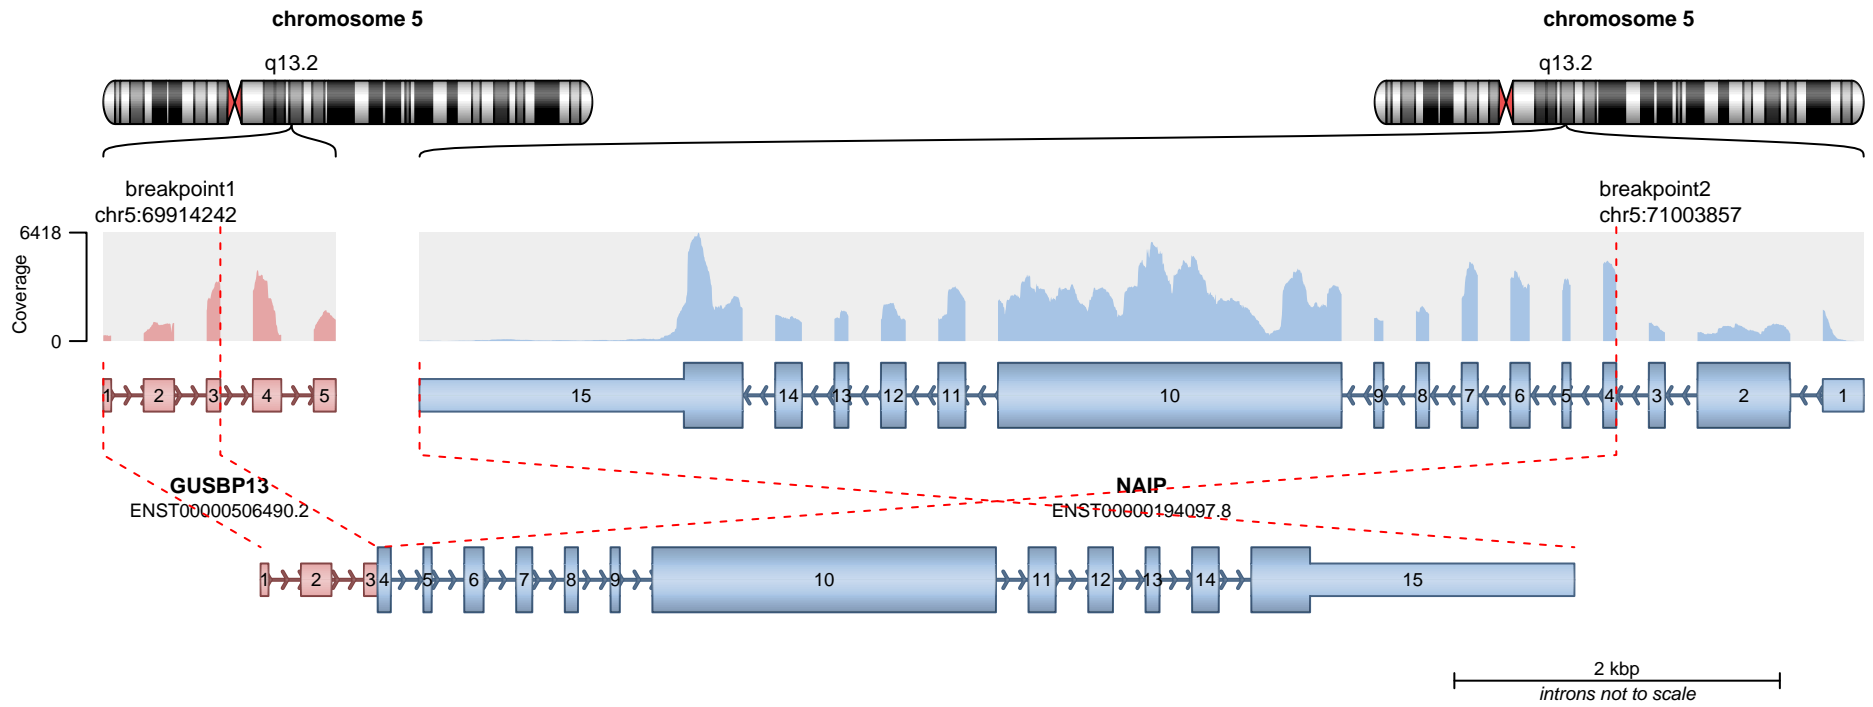 chromosome 5
chromosome 5
q13.2
q13.2
breakpoint1
chr5:69914242
breakpoint2
chr5:71003857
6418
Coverage
0
1 2 3 4 5
15 14 13 12 11 10 9 8 7 6 5 4 3 2 1
GUSBP13
ENST00000506490.2
NAIP
ENST00000194097.8
1 2 3 4 5 6 7 8 9 10 11 12 13 14 15
2 kbp
introns not to scale